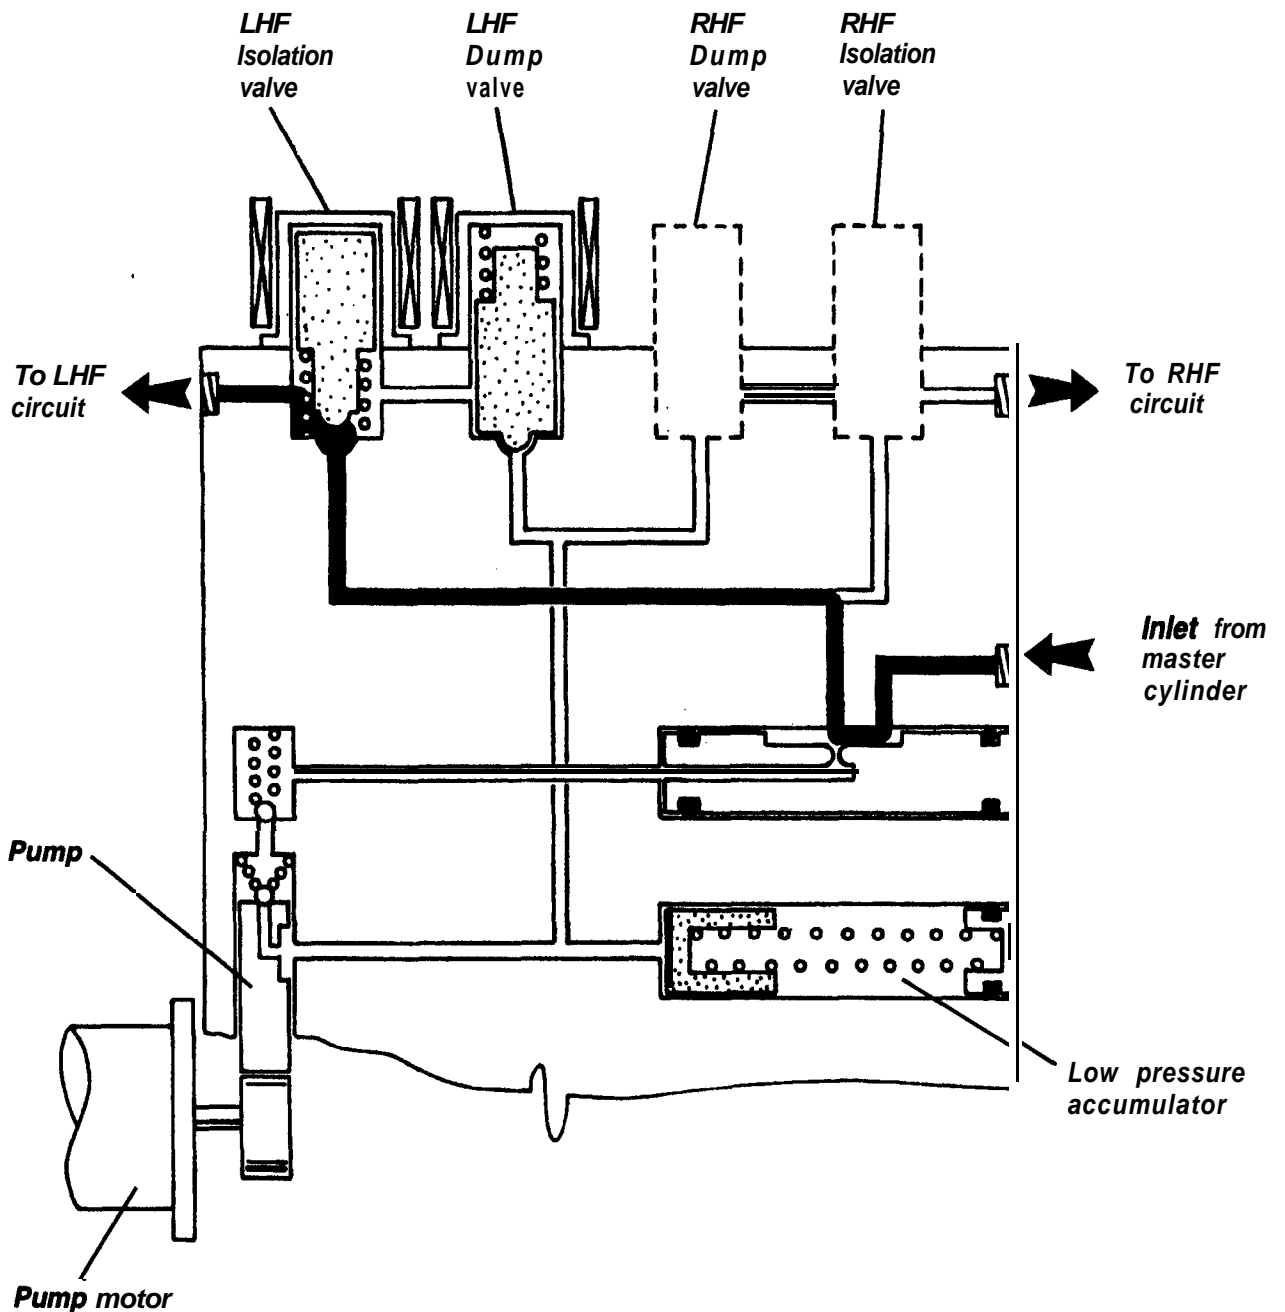 LHF
Isolation
valve
LHF
Dump
valve
RHF
Dump
valve
RHF
Isolation
valve
To LHF
circuit
To RHF
circuit
Inlet from
master
cylinder
Pump
Low pressure
accumulator
Pump motor